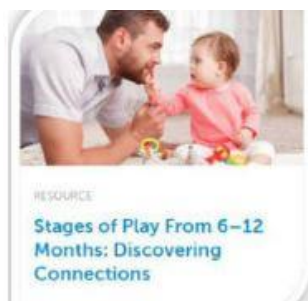 RESOURCE
Stages of Play From 6–12
Months: Discovering
Connections